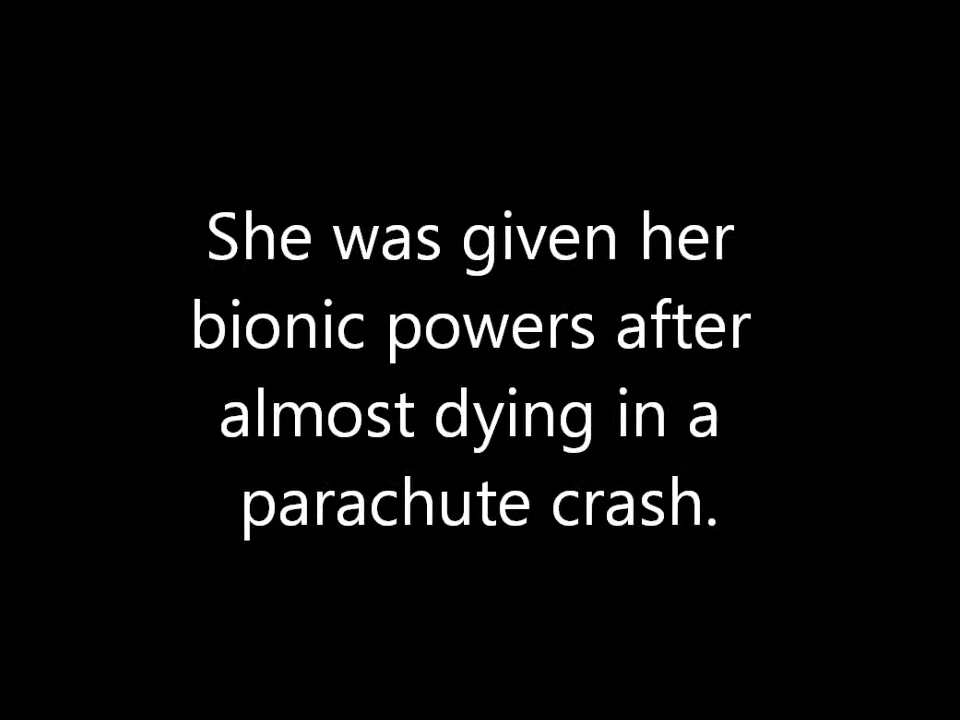 She was given her
bionic powers after
almost dying in a
parachute crash.